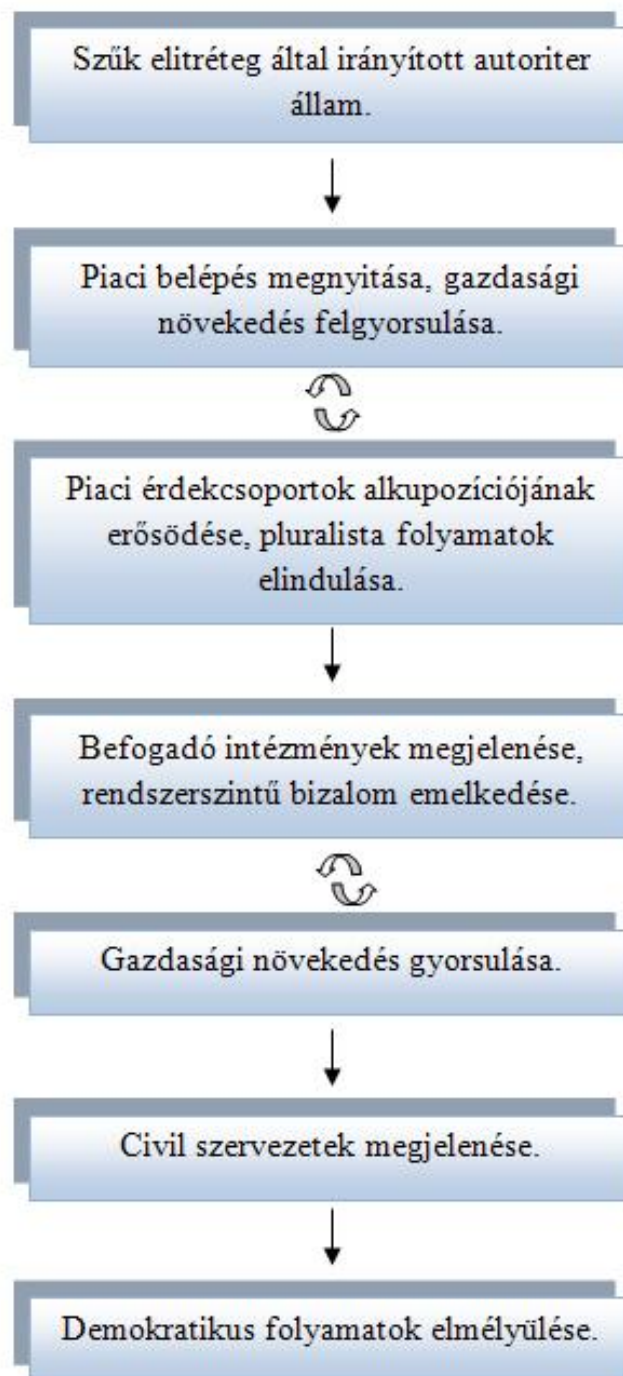 Szűk elitréteg által irányított autoriter
állam.
Piaci belépés megnyitása, gazdasági
növekedés felgyorsulása.
Piaci érdekcsoportok alkupozíciójának
erősödése, pluralista folyamatok
elindulása.
Befogadó intézmények megjelenése,
rendszerszintű bizalom emelkedése.
Gazdasági növekedés gyorsulása.
Civil szervezetek megjelenése.
Demokratikus folyamatok elmélyülése.